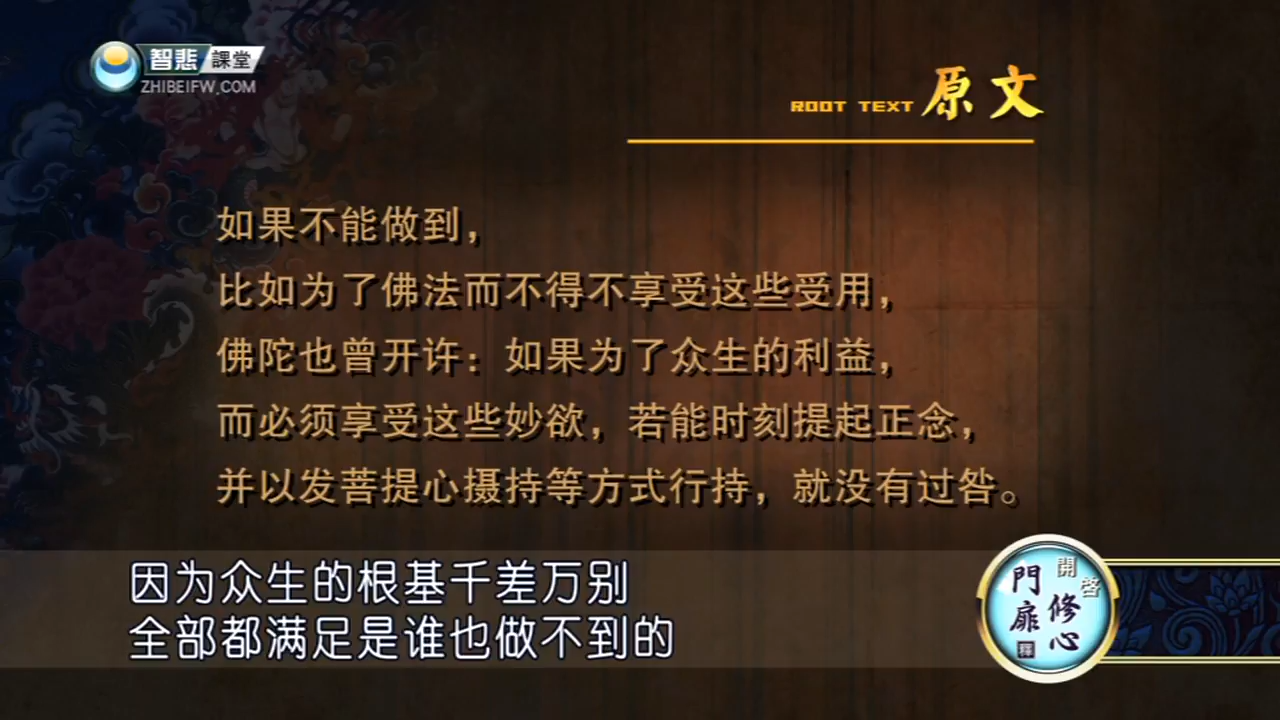 智悲課堂
ZHIBEIFW.COM
ROOT TEXT 原文
如果不能做到，
比如为了佛法而不得不享受这些受用，
佛陀也曾开许：如果为了众生的利益，
而必须享受这些妙欲，若能时刻提起正念，
并以发菩提心摄持等方式行持，就没有过咎。
因为众生的根基千差万别
全部都满足是谁也做不到的
開啓
修心
門扉
釋